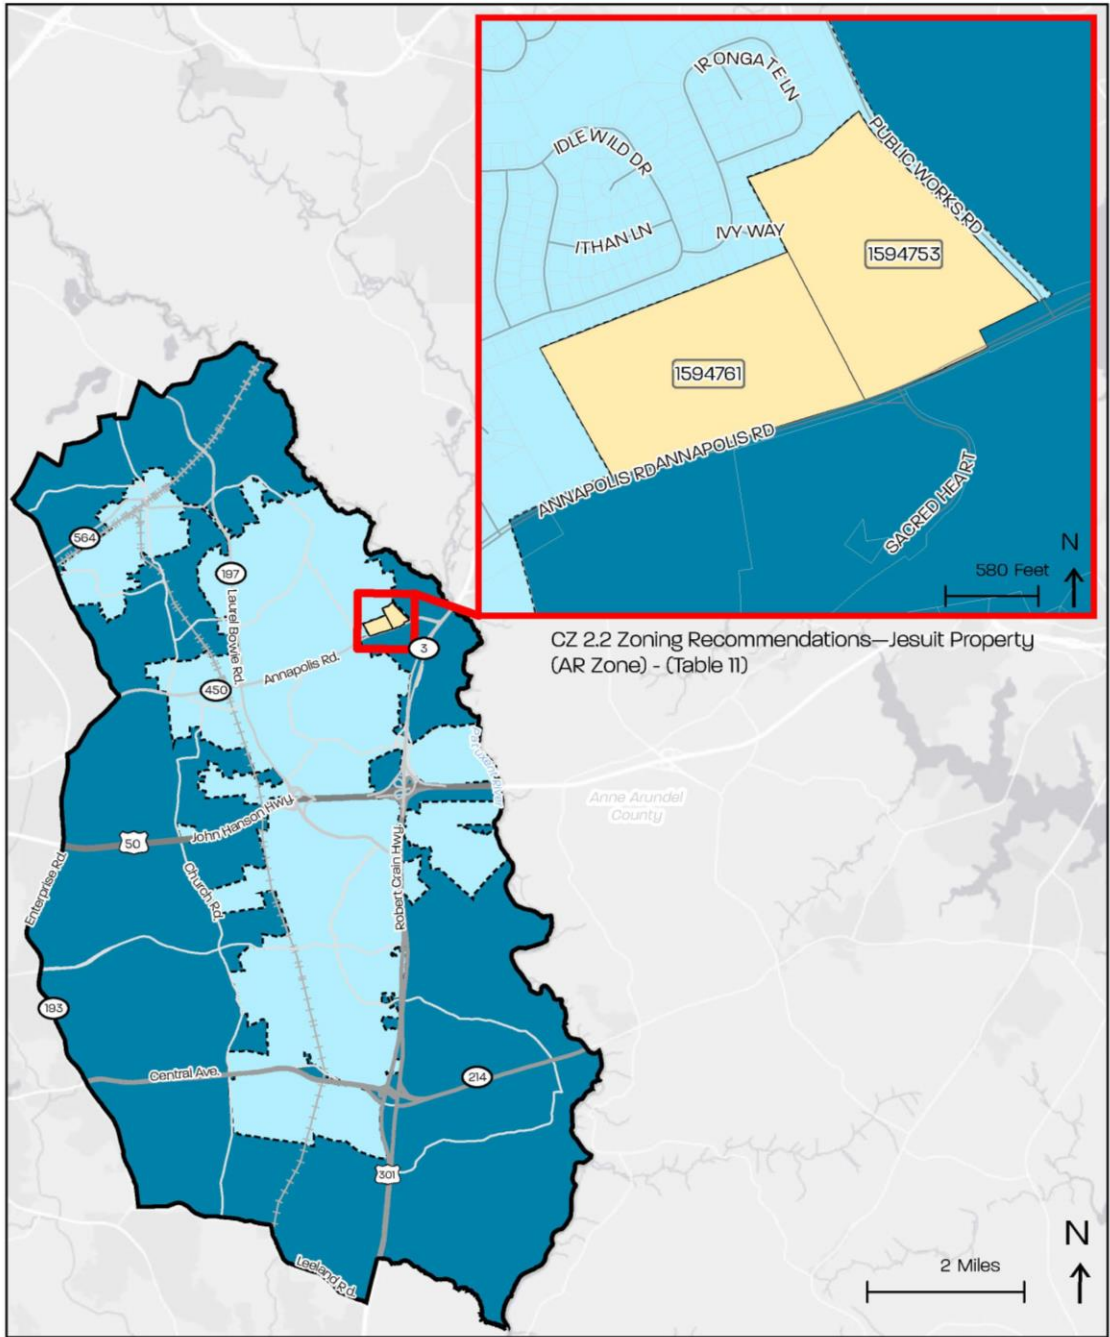 IRONGATE LN
IDLEWILD DR
PUBLIC WORKS RD
ITHAN LN
IVY WAY
1594753
1594761
ANNAPOLIS RD
ANNAPOLIS RD
SACRED HEART
N
580 Feet
CZ 2.2 Zoning Recommendations—Jesuit Property
(AR Zone) - (Table 11)
564
197
Laurel Bowie Rd.
3
Annapolis Rd.
450
Patuxent River
Anne Arundel
County
John Hanson Hwy
50
Enterprise Rd.
Church Rd.
Robert Crain Hwy
193
Central Ave.
214
301
Leeland Rd.
N
2 Miles